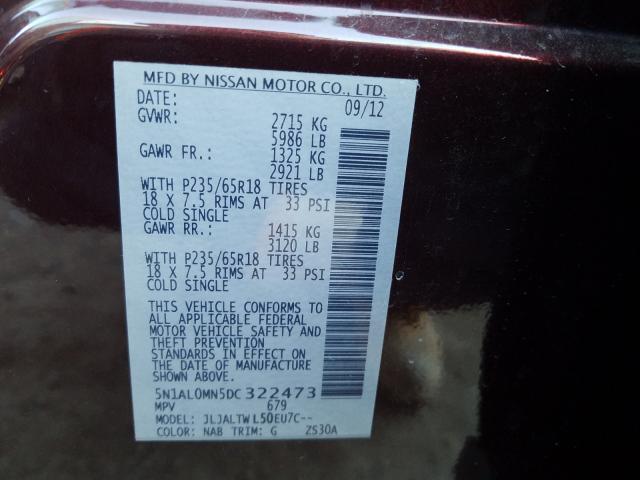 MFD BY NISSAN MOTOR CO., LTD.
DATE: 09/12
GVWR: 2715 KG
5986 LB
GAWR FR.: 1325 KG
2921 LB
WITH P235/65R18 TIRES
18 X 7.5 RIMS AT 33 PSI
COLD SINGLE
GAWR RR.: 1415 KG
3120 LB
WITH P235/65R18 TIRES
18 X 7.5 RIMS AT 33 PSI
COLD SINGLE
THIS VEHICLE CONFORMS TO
ALL APPLICABLE FEDERAL
MOTOR VEHICLE SAFETY AND
THEFT PREVENTION
STANDARDS IN EFFECT ON
THE DATE OF MANUFACTURE
SHOWN ABOVE.
5N1AL0MN5DC322473
MPV 679
MODEL: JLJALTWL50EU7C--
COLOR: NAB TRIM: G ZS30A